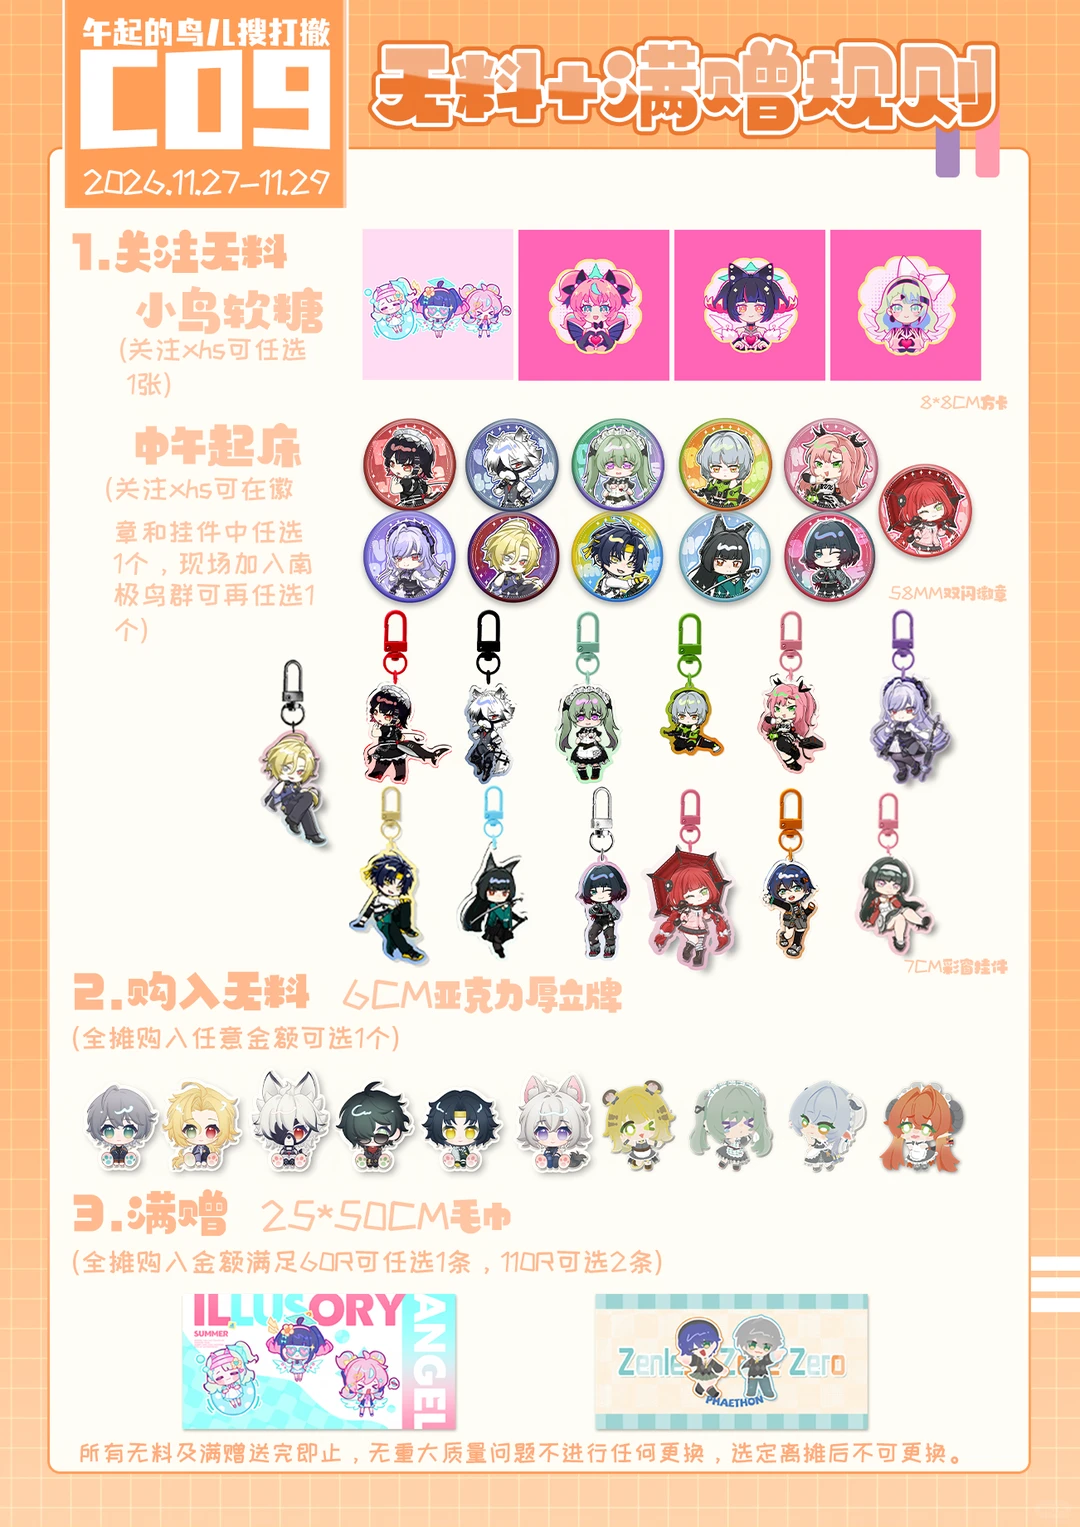 午起的鸟儿搜打撤
C09
2026.11.27-11.29
无料+满赠规则
1.关注无料
小鸟软糖
(关注xhs可任选
1张)
8*8CM方卡
中午起床
(关注xhs可在徽
章和挂件中任选
1个，现场加入南
极鸟群可再任选1
个)
58MM双闪徽章
7CM彩窗挂件
2.购入无料 6CM亚克力厚立牌
(全摊购入任意金额可选1个)
3.满赠 25*50CM毛巾
(全摊购入金额满足60R可任选1条，110R可选2条)
ILLUSORY
SUMMER
ANGEL
Zenless Zone Zero
PHAETHON
所有无料及满赠送完即止，无重大质量问题不进行任何更换，选定离摊后不可更换。